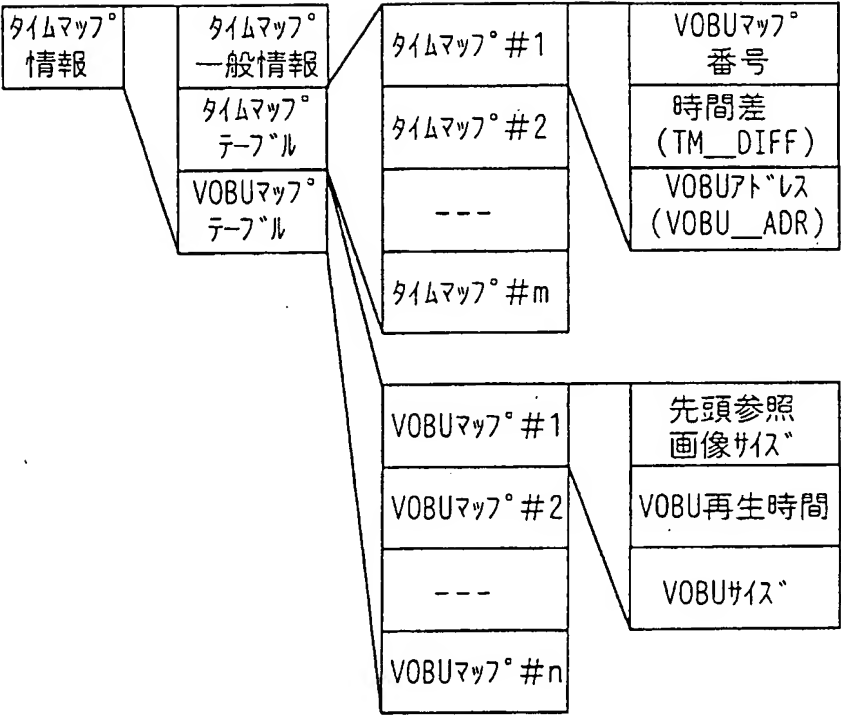 タイムマップ
情報
タイムマップ
一般情報
タイムマップ
テーブル
VOBUマップ
テーブル
タイムマップ#1
タイムマップ#2
---
タイムマップ#m
VOBUマップ
番号
時間差
(TM__DIFF)
VOBUアドレス
(VOBU__ADR)
VOBUマップ#1
VOBUマップ#2
---
VOBUマップ#n
先頭参照
画像サイズ
VOBU再生時間
VOBUサイズ